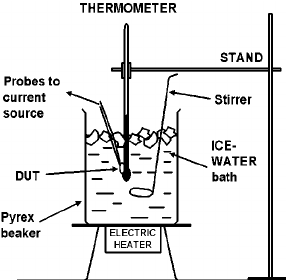 THERMOMETER
STAND
Probes to
current
source
Stirrer
ICE-
WATER
bath
DUT
Pyrex
beaker
ELECTRIC
HEATER